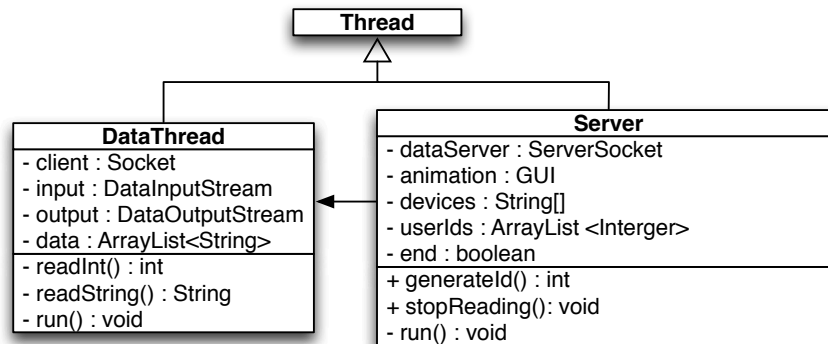 Thread
DataThread
- client : Socket
- input : DataInputStream
- output : DataOutputStream
- data : ArrayList<String>
- readInt() : int
- readString() : String
- run() : void
Server
- dataServer : ServerSocket
- animation : GUI
- devices : String[]
- userIds : ArrayList <Interger>
- end : boolean
+ generateId() : int
+ stopReading(): void
- run() : void